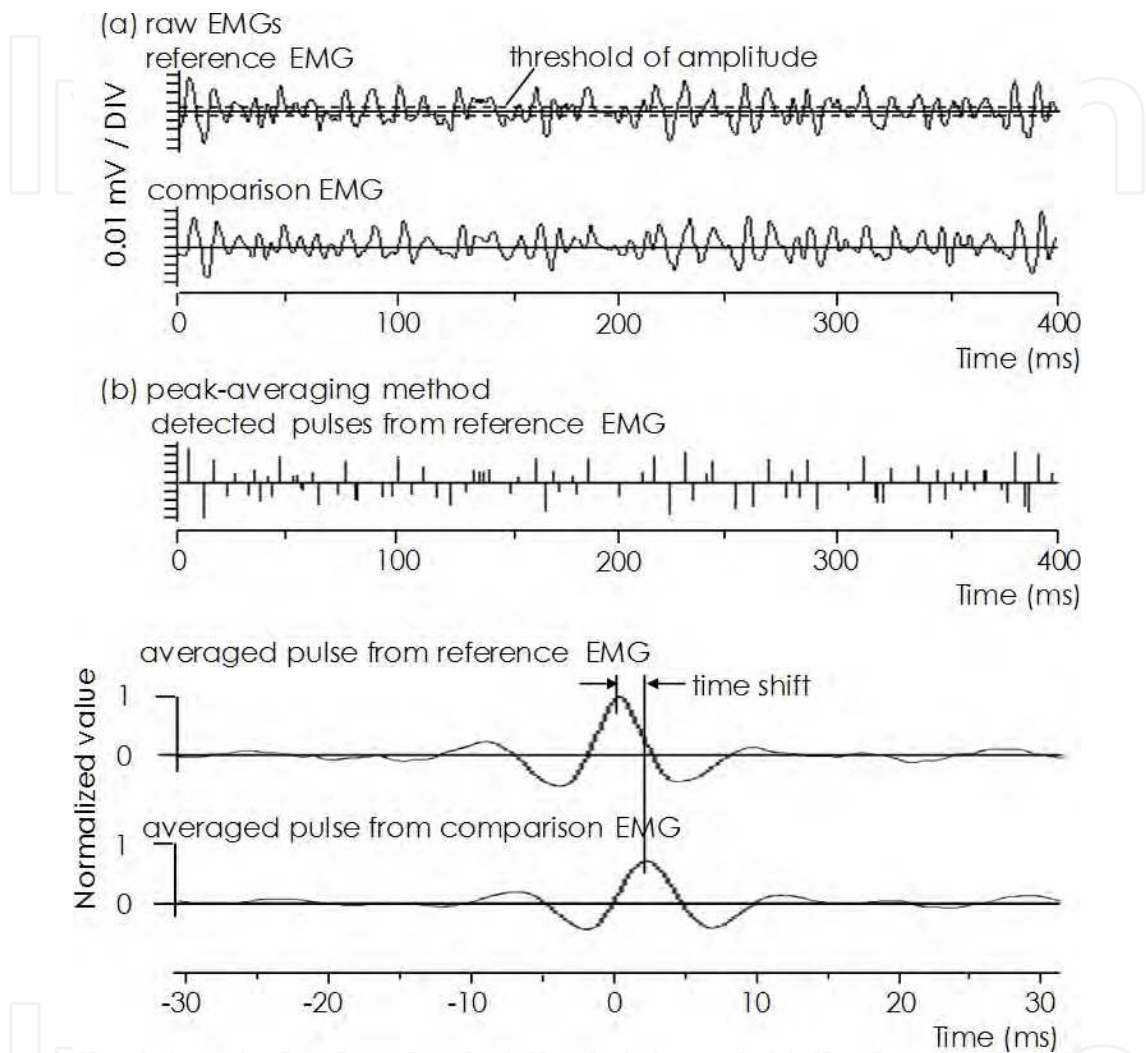 (a) raw EMGs
reference EMG
threshold of amplitude
0.01 mV / DIV
comparison EMG
0 100 200 300 400
Time (ms)
(b) peak-averaging method
detected pulses from reference EMG
0 100 200 300 400
Time (ms)
averaged pulse from reference EMG
time shift
Normalized value
1
0
averaged pulse from comparison EMG
1
0
-30 -20 -10 0 10 20 30
Time (ms)